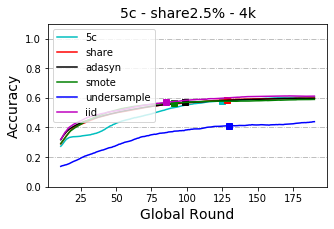 5c - share2.5% - 4k
Accuracy
1.0
0.8
0.6
0.4
0.2
0.0
5c
share
adasyn
smote
undersample
iid
25 50 75 100 125 150 175
Global Round